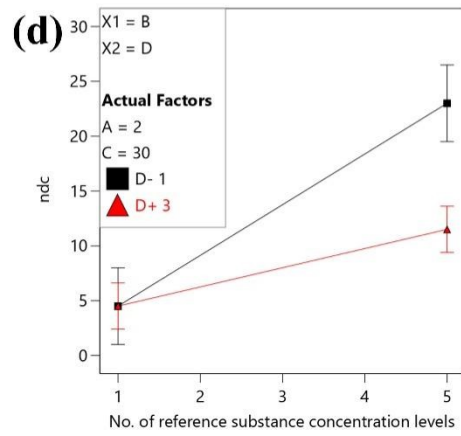 (d)
X1 = B
X2 = D
Actual Factors
A = 2
C = 30
D- 1
D+ 3
ndc
30
25
20
15
10
5
0
1 2 3 4 5
No. of reference substance concentration levels